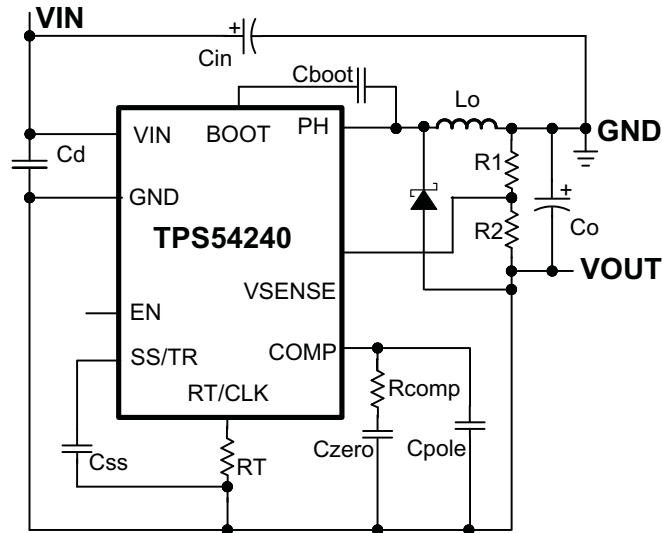 VIN
+
Cin
Cboot
Lo
VIN
BOOT
PH
GND
Cd
R1
GND
+
TPS54240
R2
Co
VOUT
VSENSE
EN
COMP
SS/TR
RT/CLK
Rcomp
Czero
Cpole
Css
RT